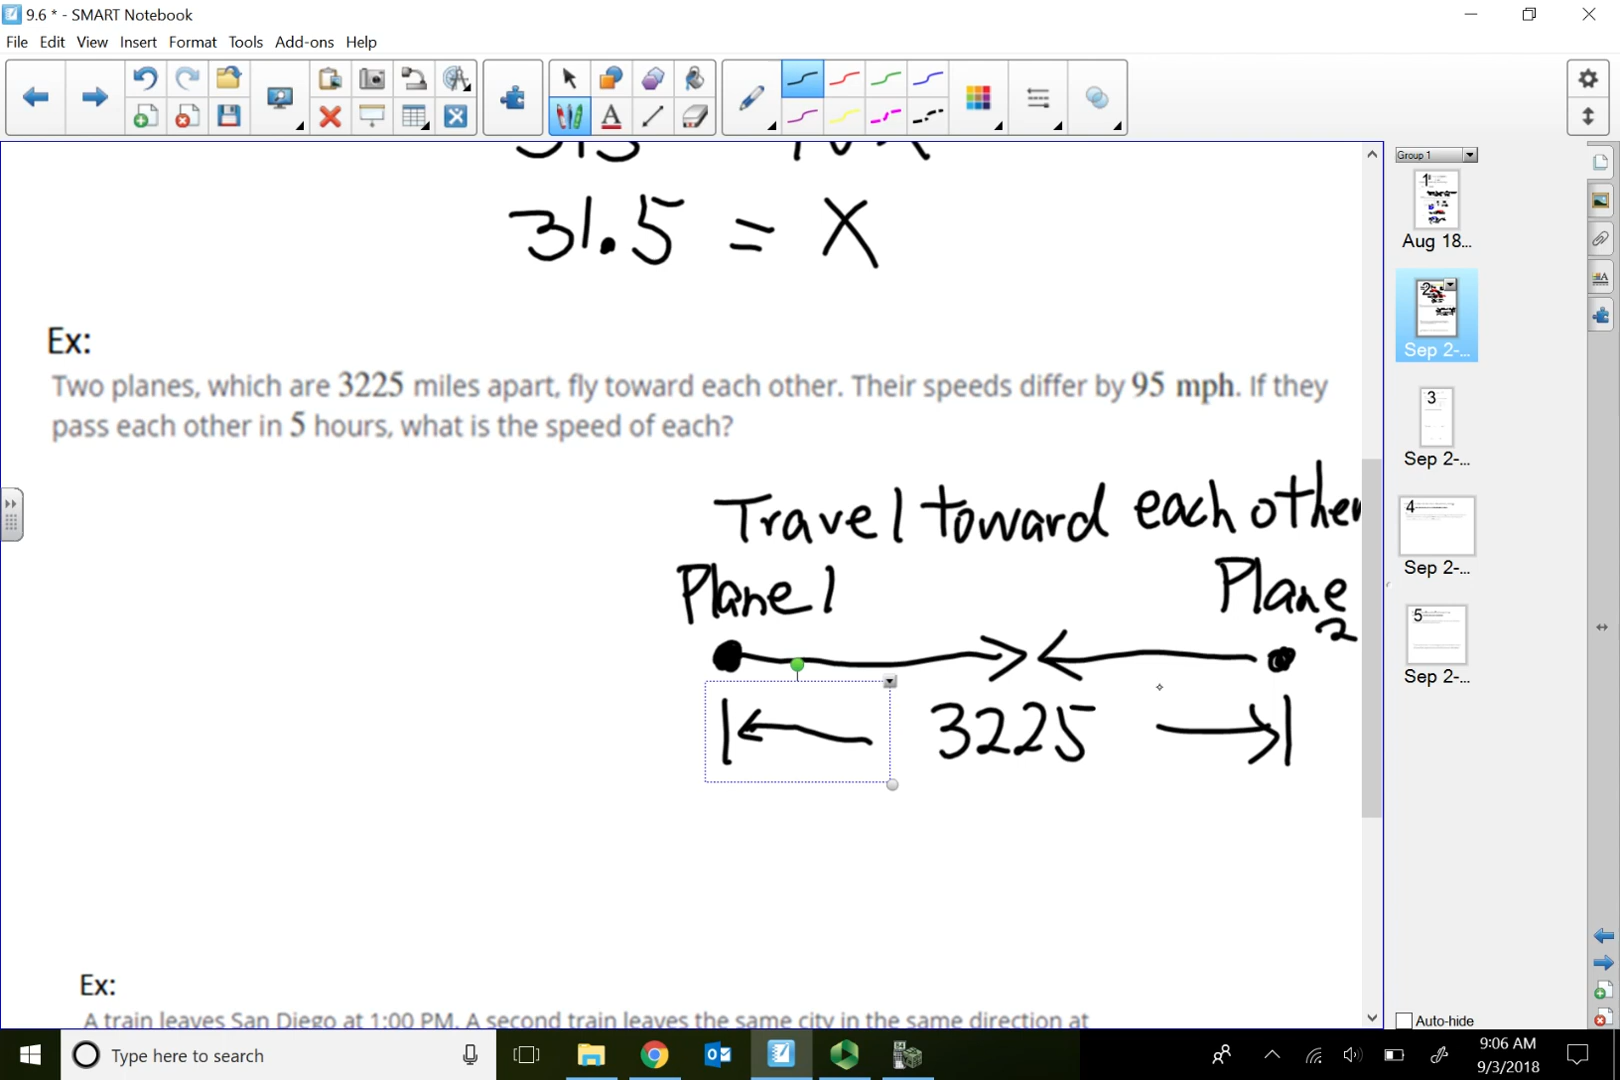 9.6 * - SMART Notebook
File Edit View Insert Format Tools Add-ons Help
Group 1
31.5 = X
Ex:
Two planes, which are 3225 miles apart, fly toward each other. Their speeds differ by 95 mph. If they
pass each other in 5 hours, what is the speed of each?
Travel toward each other
Plane 1
Plane 2
3225
Ex:
A train leaves San Diego at 1:00 PM. A second train leaves the same city in the same direction at
1
Aug 18...
2
Sep 2-...
3
Sep 2-...
4
Sep 2-...
5
Sep 2-...
Auto-hide
Type here to search
9:06 AM
9/3/2018